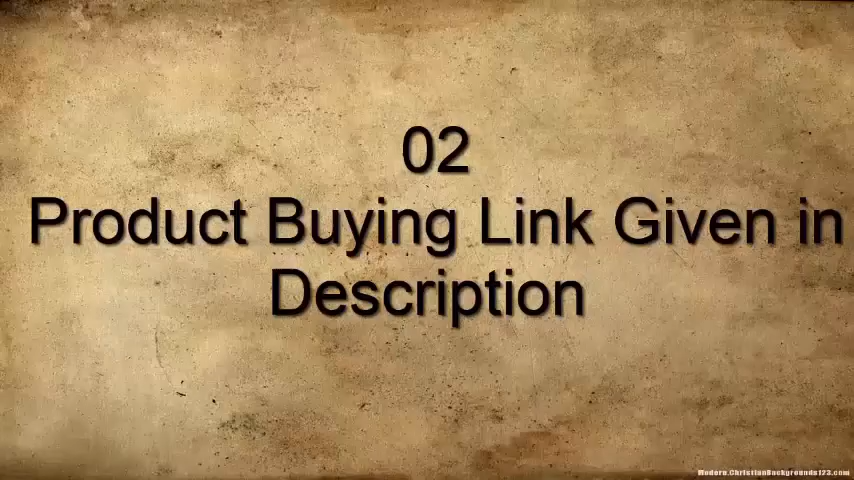 02
Product Buying Link Given in
Description
Modern.ChristianBackgrounds123.com